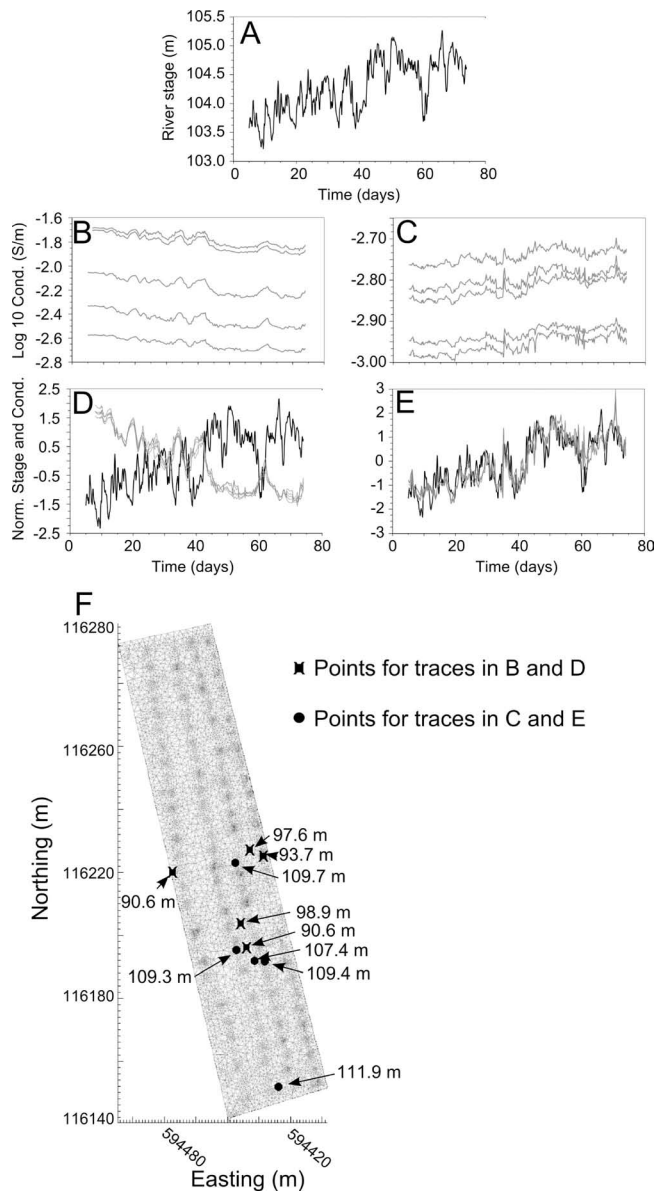 A
River stage (m)
105.5
105.0
104.5
104.0
103.5
103.0
0 20 40 60 80
Time (days)
B
Log 10 Cond. (S/m)
-1.6
-1.8
-2.0
-2.2
-2.4
-2.6
-2.8
C
-2.70
-2.80
-2.90
-3.00
D
Norm. Stage and Cond.
2.5
1.5
0.5
-0.5
-1.5
-2.5
0 20 40 60 80
Time (days)
E
3
2
1
0
-1
-2
-3
0 20 40 60 80
Time (days)
F
116280
116260
116240
116220
116180
116160
116140
Northing (m)
Points for traces in B and D
Points for traces in C and E
97.6 m
93.7 m
109.7 m
90.6 m
98.9 m
90.6 m
107.4 m
109.3 m
109.4 m
111.9 m
594480
594420
Easting (m)